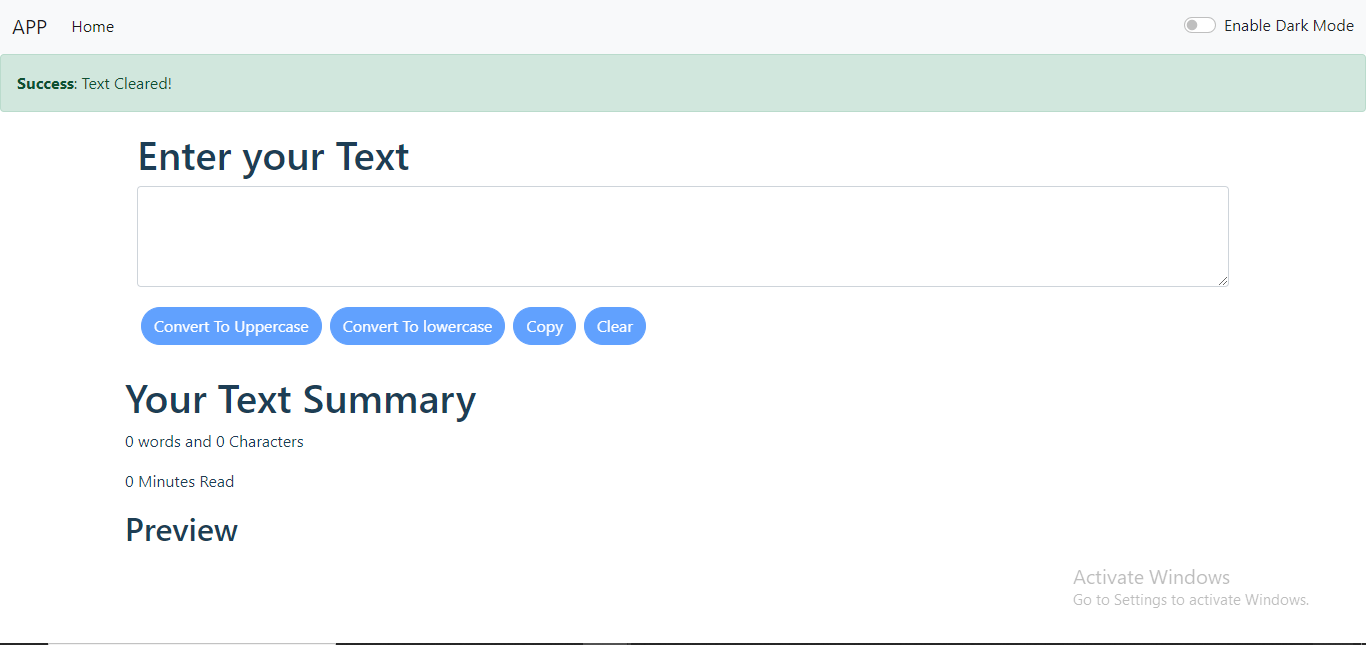 APP Home Enable Dark Mode
Success: Text Cleared!
Enter your Text
Convert To Uppercase Convert To lowercase Copy Clear
Your Text Summary
0 words and 0 Characters
0 Minutes Read
Preview
Activate Windows
Go to Settings to activate Windows.